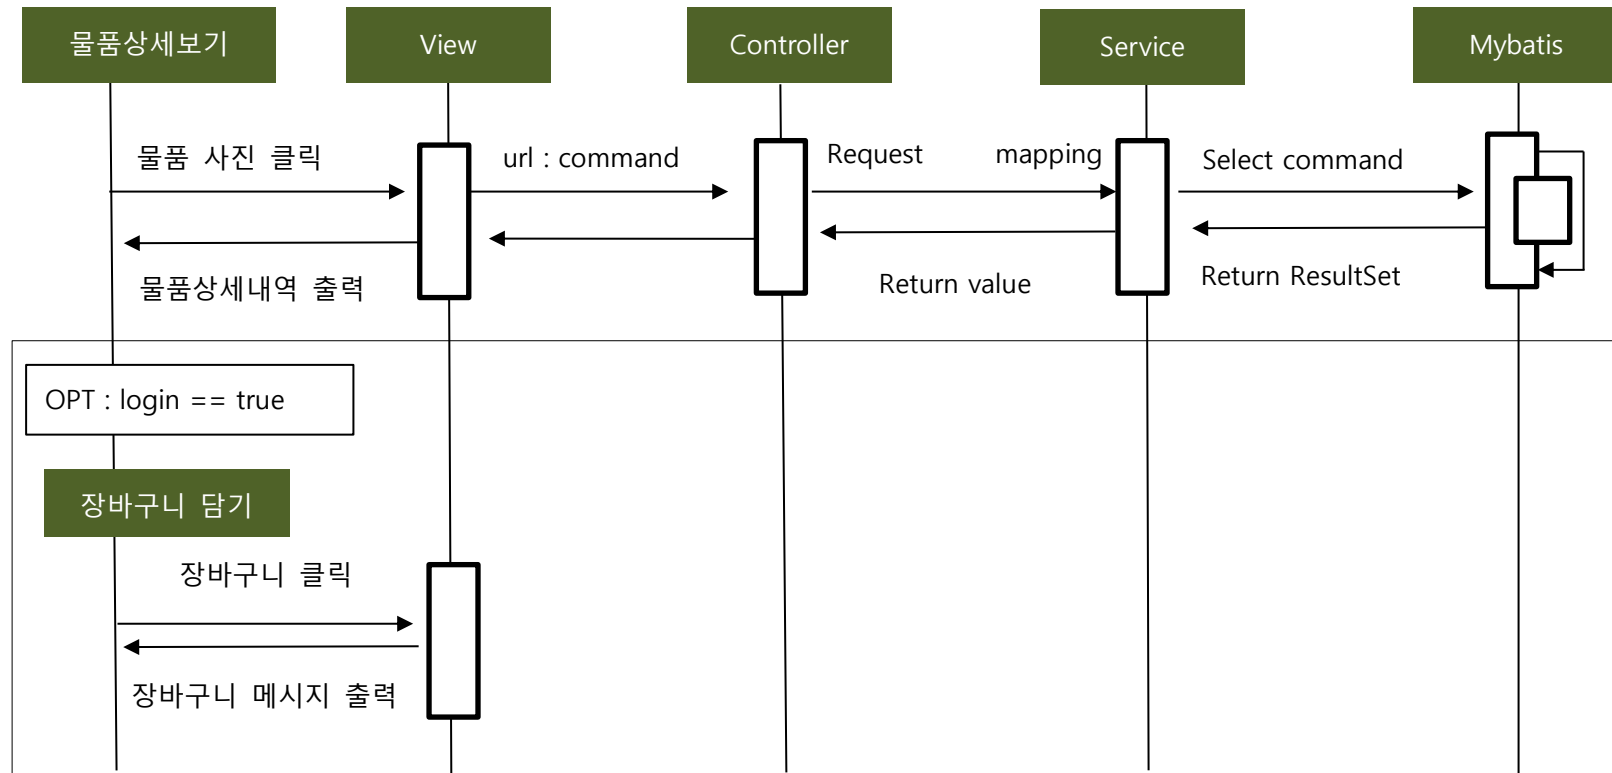 물품상세보기
View
Controller
Service
Mybatis
물품 사진 클릭
url : command
Request mapping
Select command
물품상세내역 출력
Return value
Return ResultSet
OPT : login == true
장바구니 담기
장바구니 클릭
장바구니 메시지 출력